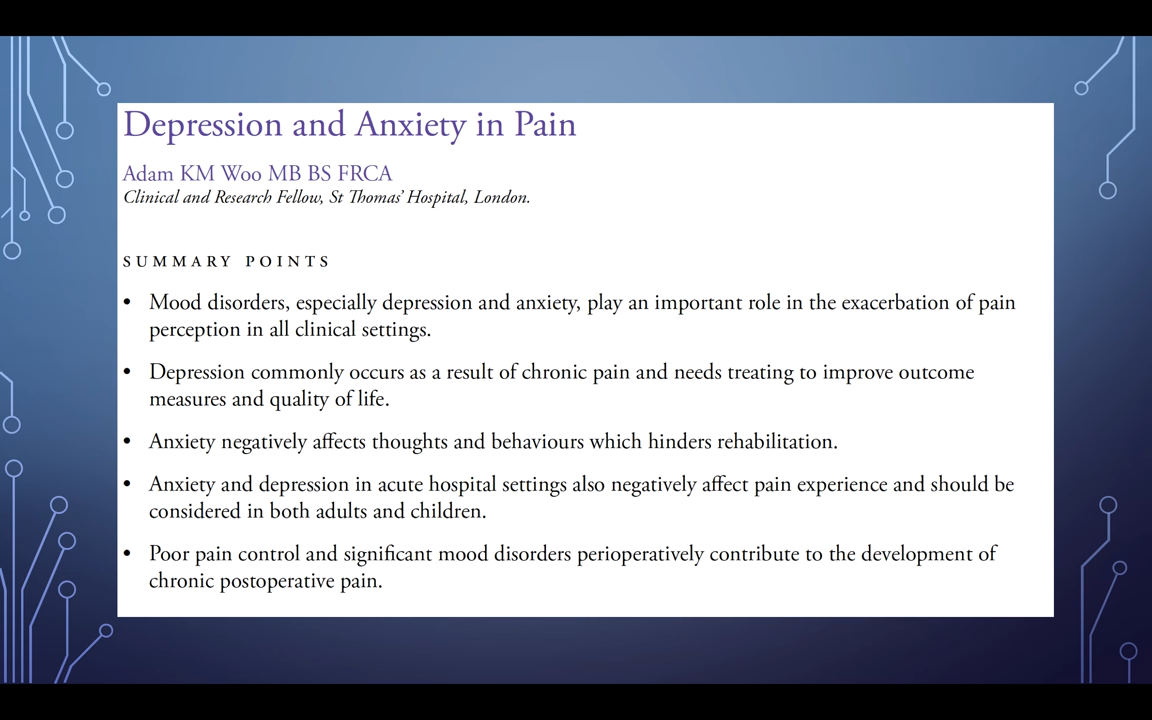 Depression and Anxiety in Pain
Adam KM Woo MB BS FRCA
Clinical and Research Fellow, St Thomas' Hospital, London.
SUMMARY POINTS
• Mood disorders, especially depression and anxiety, play an important role in the exacerbation of pain
perception in all clinical settings.
• Depression commonly occurs as a result of chronic pain and needs treating to improve outcome
measures and quality of life.
• Anxiety negatively affects thoughts and behaviours which hinders rehabilitation.
• Anxiety and depression in acute hospital settings also negatively affect pain experience and should be
considered in both adults and children.
• Poor pain control and significant mood disorders perioperatively contribute to the development of
chronic postoperative pain.